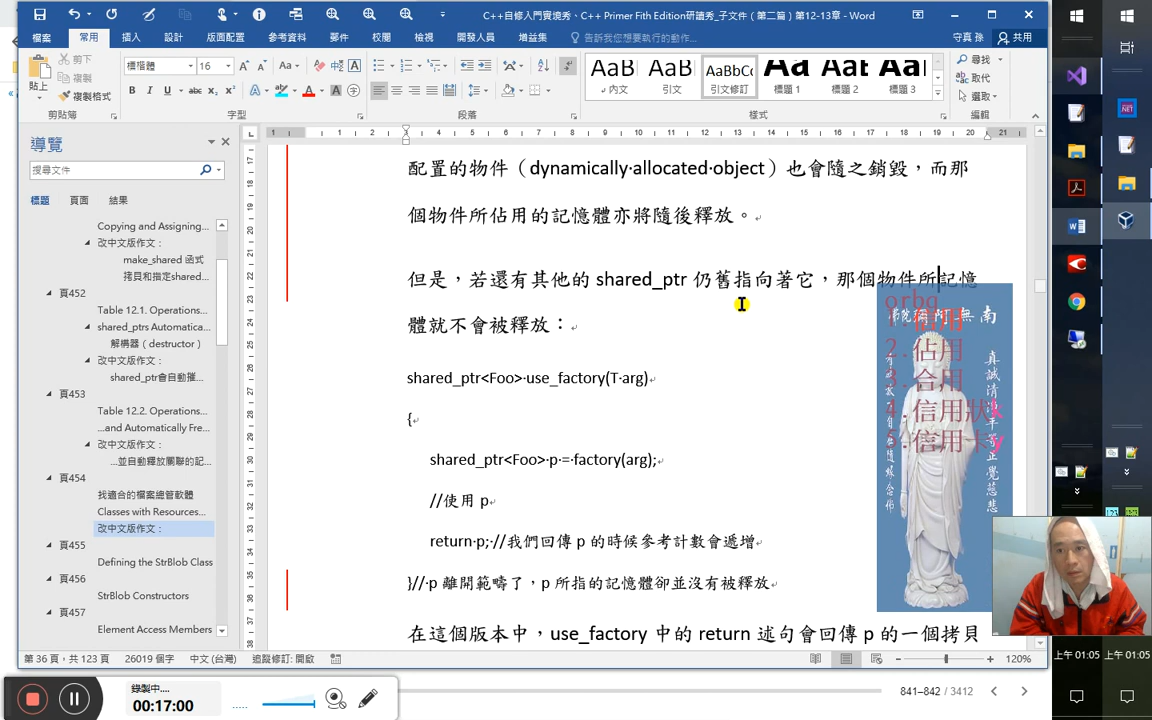 C++自修入門實境秀、C++ Primer Fith Edition研讀秀_子文件（第二篇）第12-13章 - Word
守真 孫
共用
檔案
常用
插入
設計
版面配置
參考資料
郵件
校閱
檢視
開發人員
增益集
告訴我您想要執行的動作...
貼上
剪下
複製
複製格式
標楷體
16
剪貼簿
字型
段落
AaB
內文
AaB
引文
AaBbCc
引文修訂
標題 1
標題 2
標題 3
樣式
尋找
取代
選取
編輯
導覽
搜尋文件
標題
頁面
結果
Copying and Assigning...
改中文版作文：
make_shared 函式
拷貝和指定shared...
頁452
Table 12.1. Operations...
shared_ptrs Automatica...
解構器（destructor）
改中文版作文：
shared_ptr會自動摧...
頁453
Table 12.2. Operations...
...and Automatically Fre...
改中文版作文：
...並自動釋放關聯的記...
頁454
找適合的檔案總管軟體
Classes with Resources...
改中文版作文：
頁455
Defining the StrBlob Class
頁456
StrBlob Constructors
頁457
Element Access Members
配置的物件（dynamically·allocated·object）也會隨之銷毀，而那
個物件所佔用的記憶體亦將隨後釋放。
但是，若還有其他的 shared_ptr 仍舊指向著它，那個物件所記憶
體就不會被釋放：
shared_ptr<Foo>·use_factory(T·arg)
{
shared_ptr<Foo>·p·=·factory(arg);
//使用 p
return·p;·//我們回傳 p 的時候參考計數會遞增
}//·p 離開範疇了，p 所指的記憶體卻並沒有被釋放
在這個版本中，use_factory 中的 return 述句會回傳 p 的一個拷貝
orbq
1.信用
2.佔用
3.合用
4.信用狀k
5.信用卡y
南無阿彌陀佛
第 36 頁，共 123 頁
26019 個字
中文 (台灣)
追蹤修訂: 開啟
120%
錄製中....
00:17:00
841–842 / 3412
上午 01:05
上午 01:05